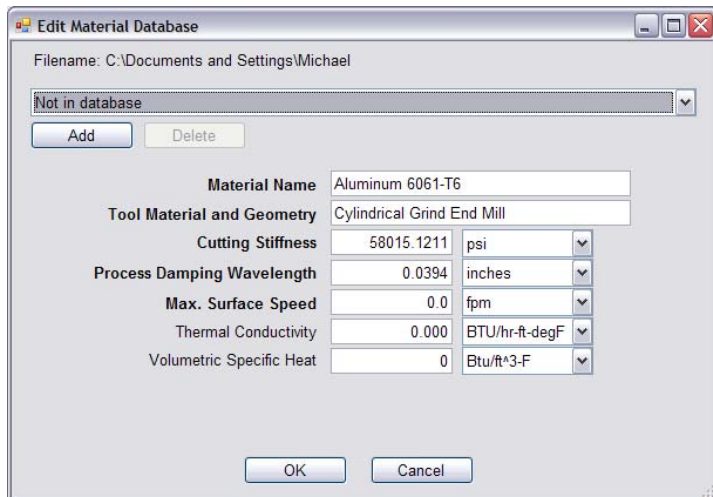 Edit Material Database
Filename: C:\Documents and Settings\Michael
Not in database
Add Delete
Material Name Aluminum 6061-T6
Tool Material and Geometry Cylindrical Grind End Mill
Cutting Stiffness 58015.1211 psi
Process Damping Wavelength 0.0394 inches
Max. Surface Speed 0.0 fpm
Thermal Conductivity 0.000 BTU/hr-ft-degF
Volumetric Specific Heat 0 Btu/ft^3-F
OK Cancel